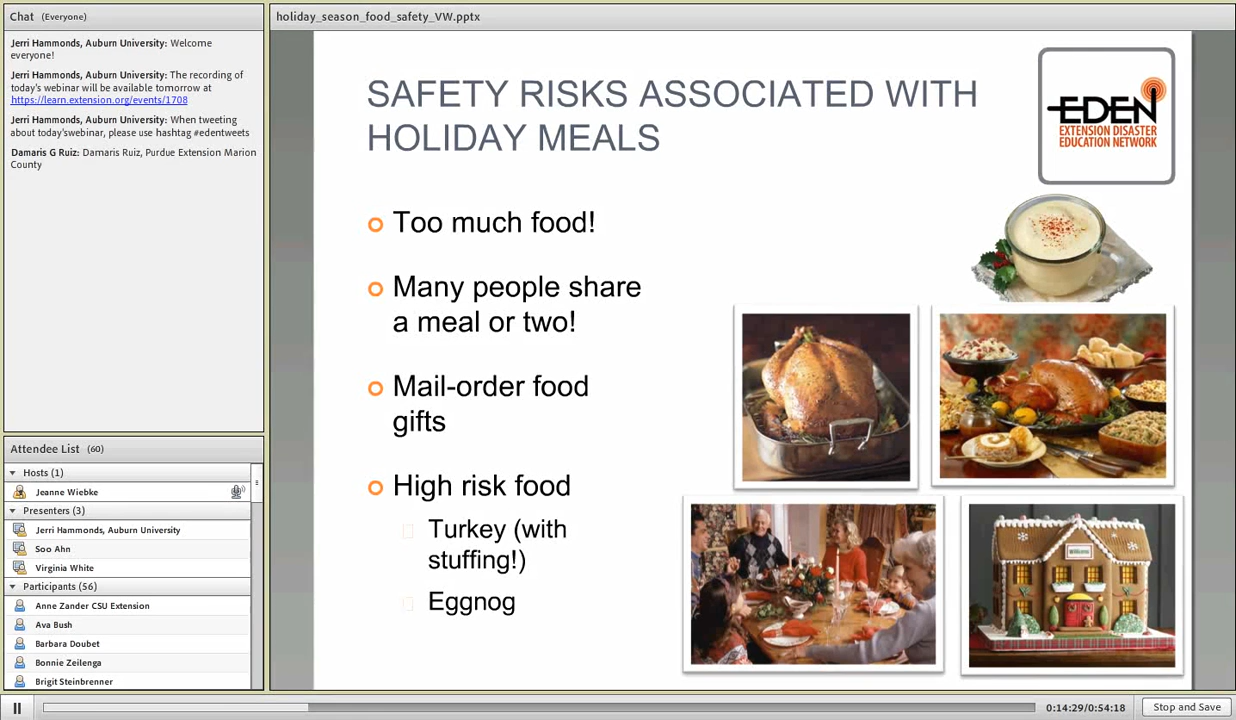 Chat (Everyone)
Jerri Hammonds, Auburn University: Welcome
everyone!
Jerri Hammonds, Auburn University: The recording of
today's webinar will be available tomorrow at
https://learn.extension.org/events/1708
Jerri Hammonds, Auburn University: When tweeting
about today'swebinar, please use hashtag #edentweets
Damaris G Ruiz: Damaris Ruiz, Purdue Extension Marion
County
Attendee List (60)
Hosts (1)
Jeanne Wiebke
Presenters (3)
Jerri Hammonds, Auburn University
Soo Ahn
Virginia White
Participants (56)
Anne Zander CSU Extension
Ava Bush
Barbara Doubet
Bonnie Zeilenga
Brigit Steinbrenner
holiday_season_food_safety_VW.pptx
SAFETY RISKS ASSOCIATED WITH
HOLIDAY MEALS
EDEN
EXTENSION DISASTER
EDUCATION NETWORK
Too much food!
Many people share
a meal or two!
Mail-order food
gifts
High risk food
Turkey (with
stuffing!)
Eggnog
0:14:29/0:54:18
Stop and Save